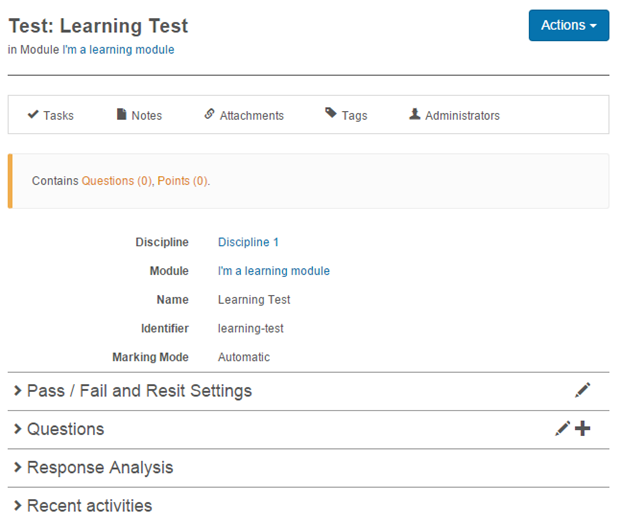 Test: Learning Test
Actions
in Module I'm a learning module
Tasks Notes Attachments Tags Administrators
Contains Questions (0), Points (0).
Discipline Discipline 1
Module I'm a learning module
Name Learning Test
Identifier learning-test
Marking Mode Automatic
Pass / Fail and Resit Settings
Questions
Response Analysis
Recent activities